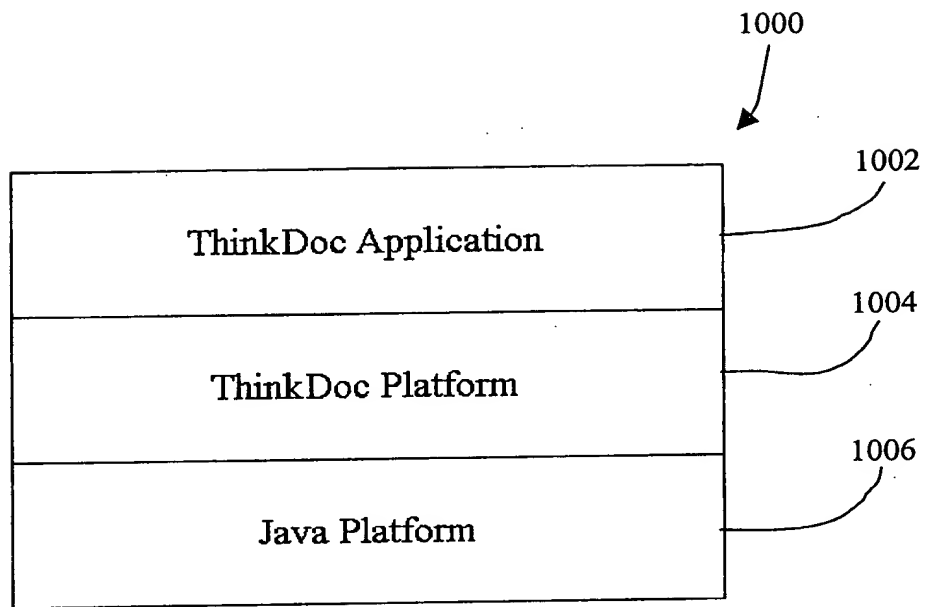 1000
1002
ThinkDoc Application
1004
ThinkDoc Platform
1006
Java Platform